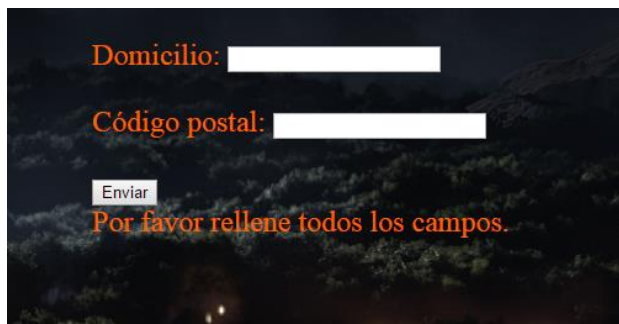 Domicilio:
Código postal:
Enviar
Por favor rellene todos los campos.